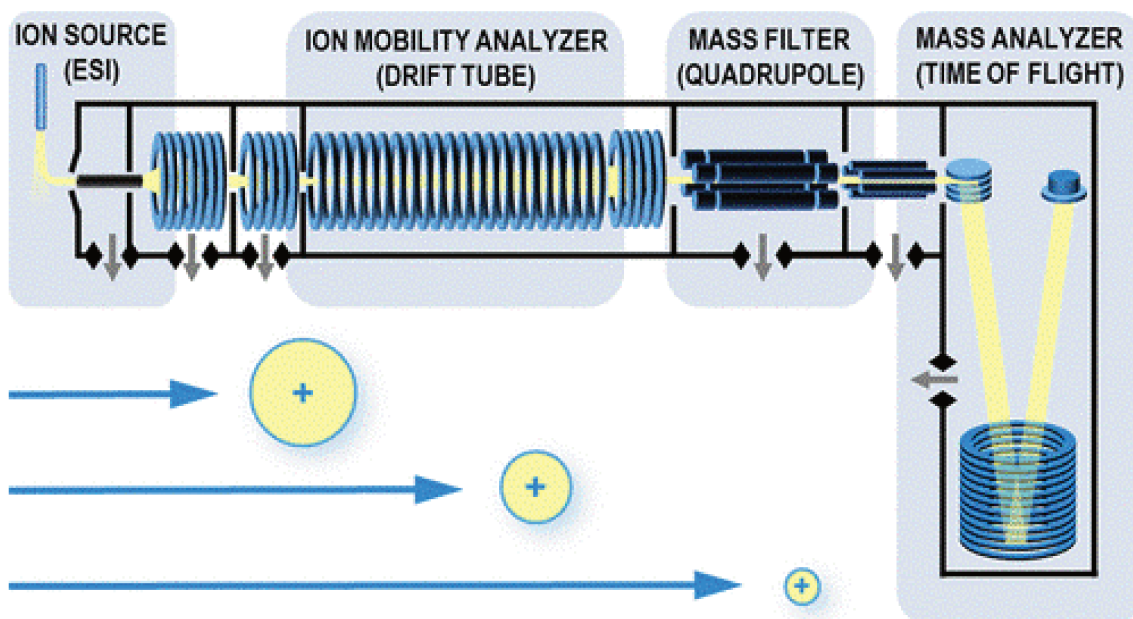 ION SOURCE
(ESI)
ION MOBILITY ANALYZER
(DRIFT TUBE)
MASS FILTER
(QUADRUPOLE)
MASS ANALYZER
(TIME OF FLIGHT)
+
+
+